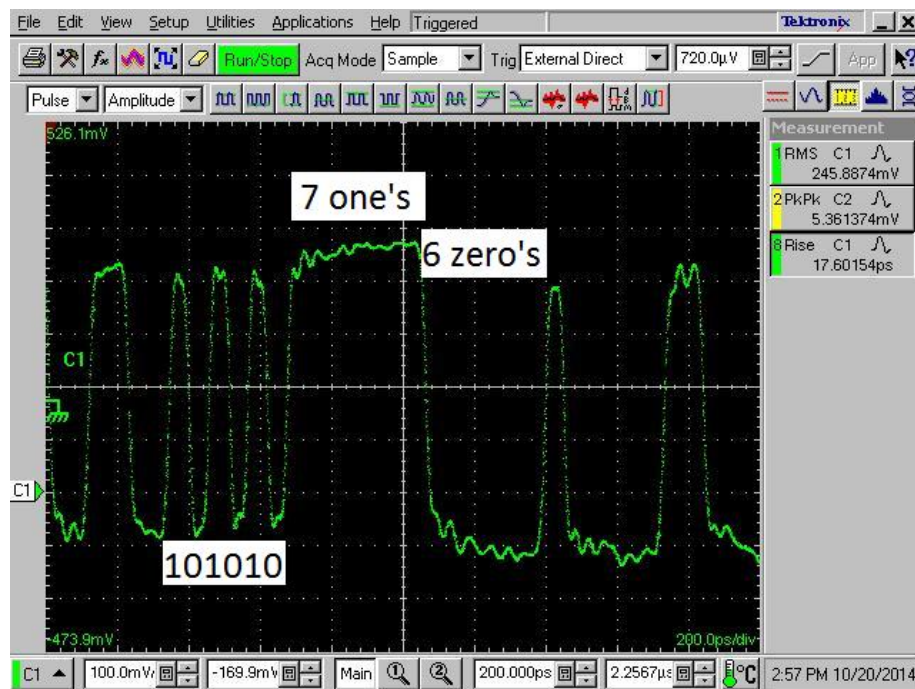 File Edit View Setup Utilities Applications Help Triggered Tektronix
Run/Stop Acq Mode Sample Trig External Direct 720.0µV App
Pulse Amplitude
526.1mV
Measurement
1 RMS C1
245.8874mV
2 PkPk C2
5.361374mV
8 Rise C1
17.60154ps
7 one's
6 zero's
C1
C1
101010
-473.9mV
200.0ps/div
C1 100.0mV/ -169.9mV Main 1 2 200.000ps 2.2567µs °C 2:57 PM 10/20/2014